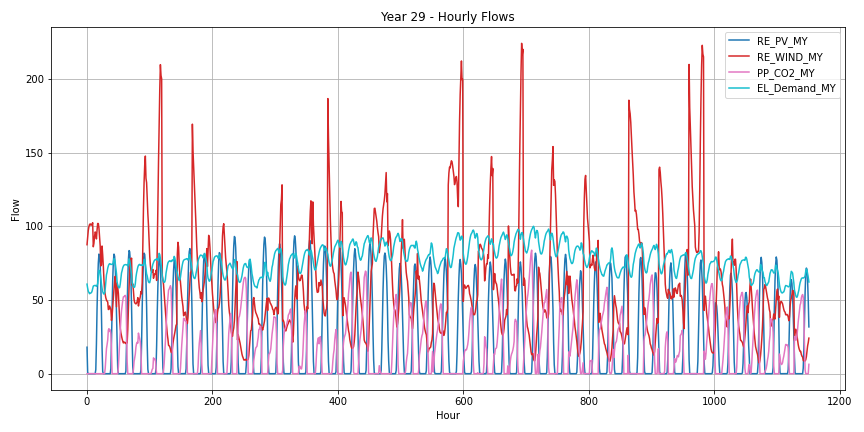 Year 29 - Hourly Flows
RE_PV_MY
RE_WIND_MY
PP_CO2_MY
EL_Demand_MY
Flow
200
150
100
50
0
0
200
400
600
800
1000
1200
Hour